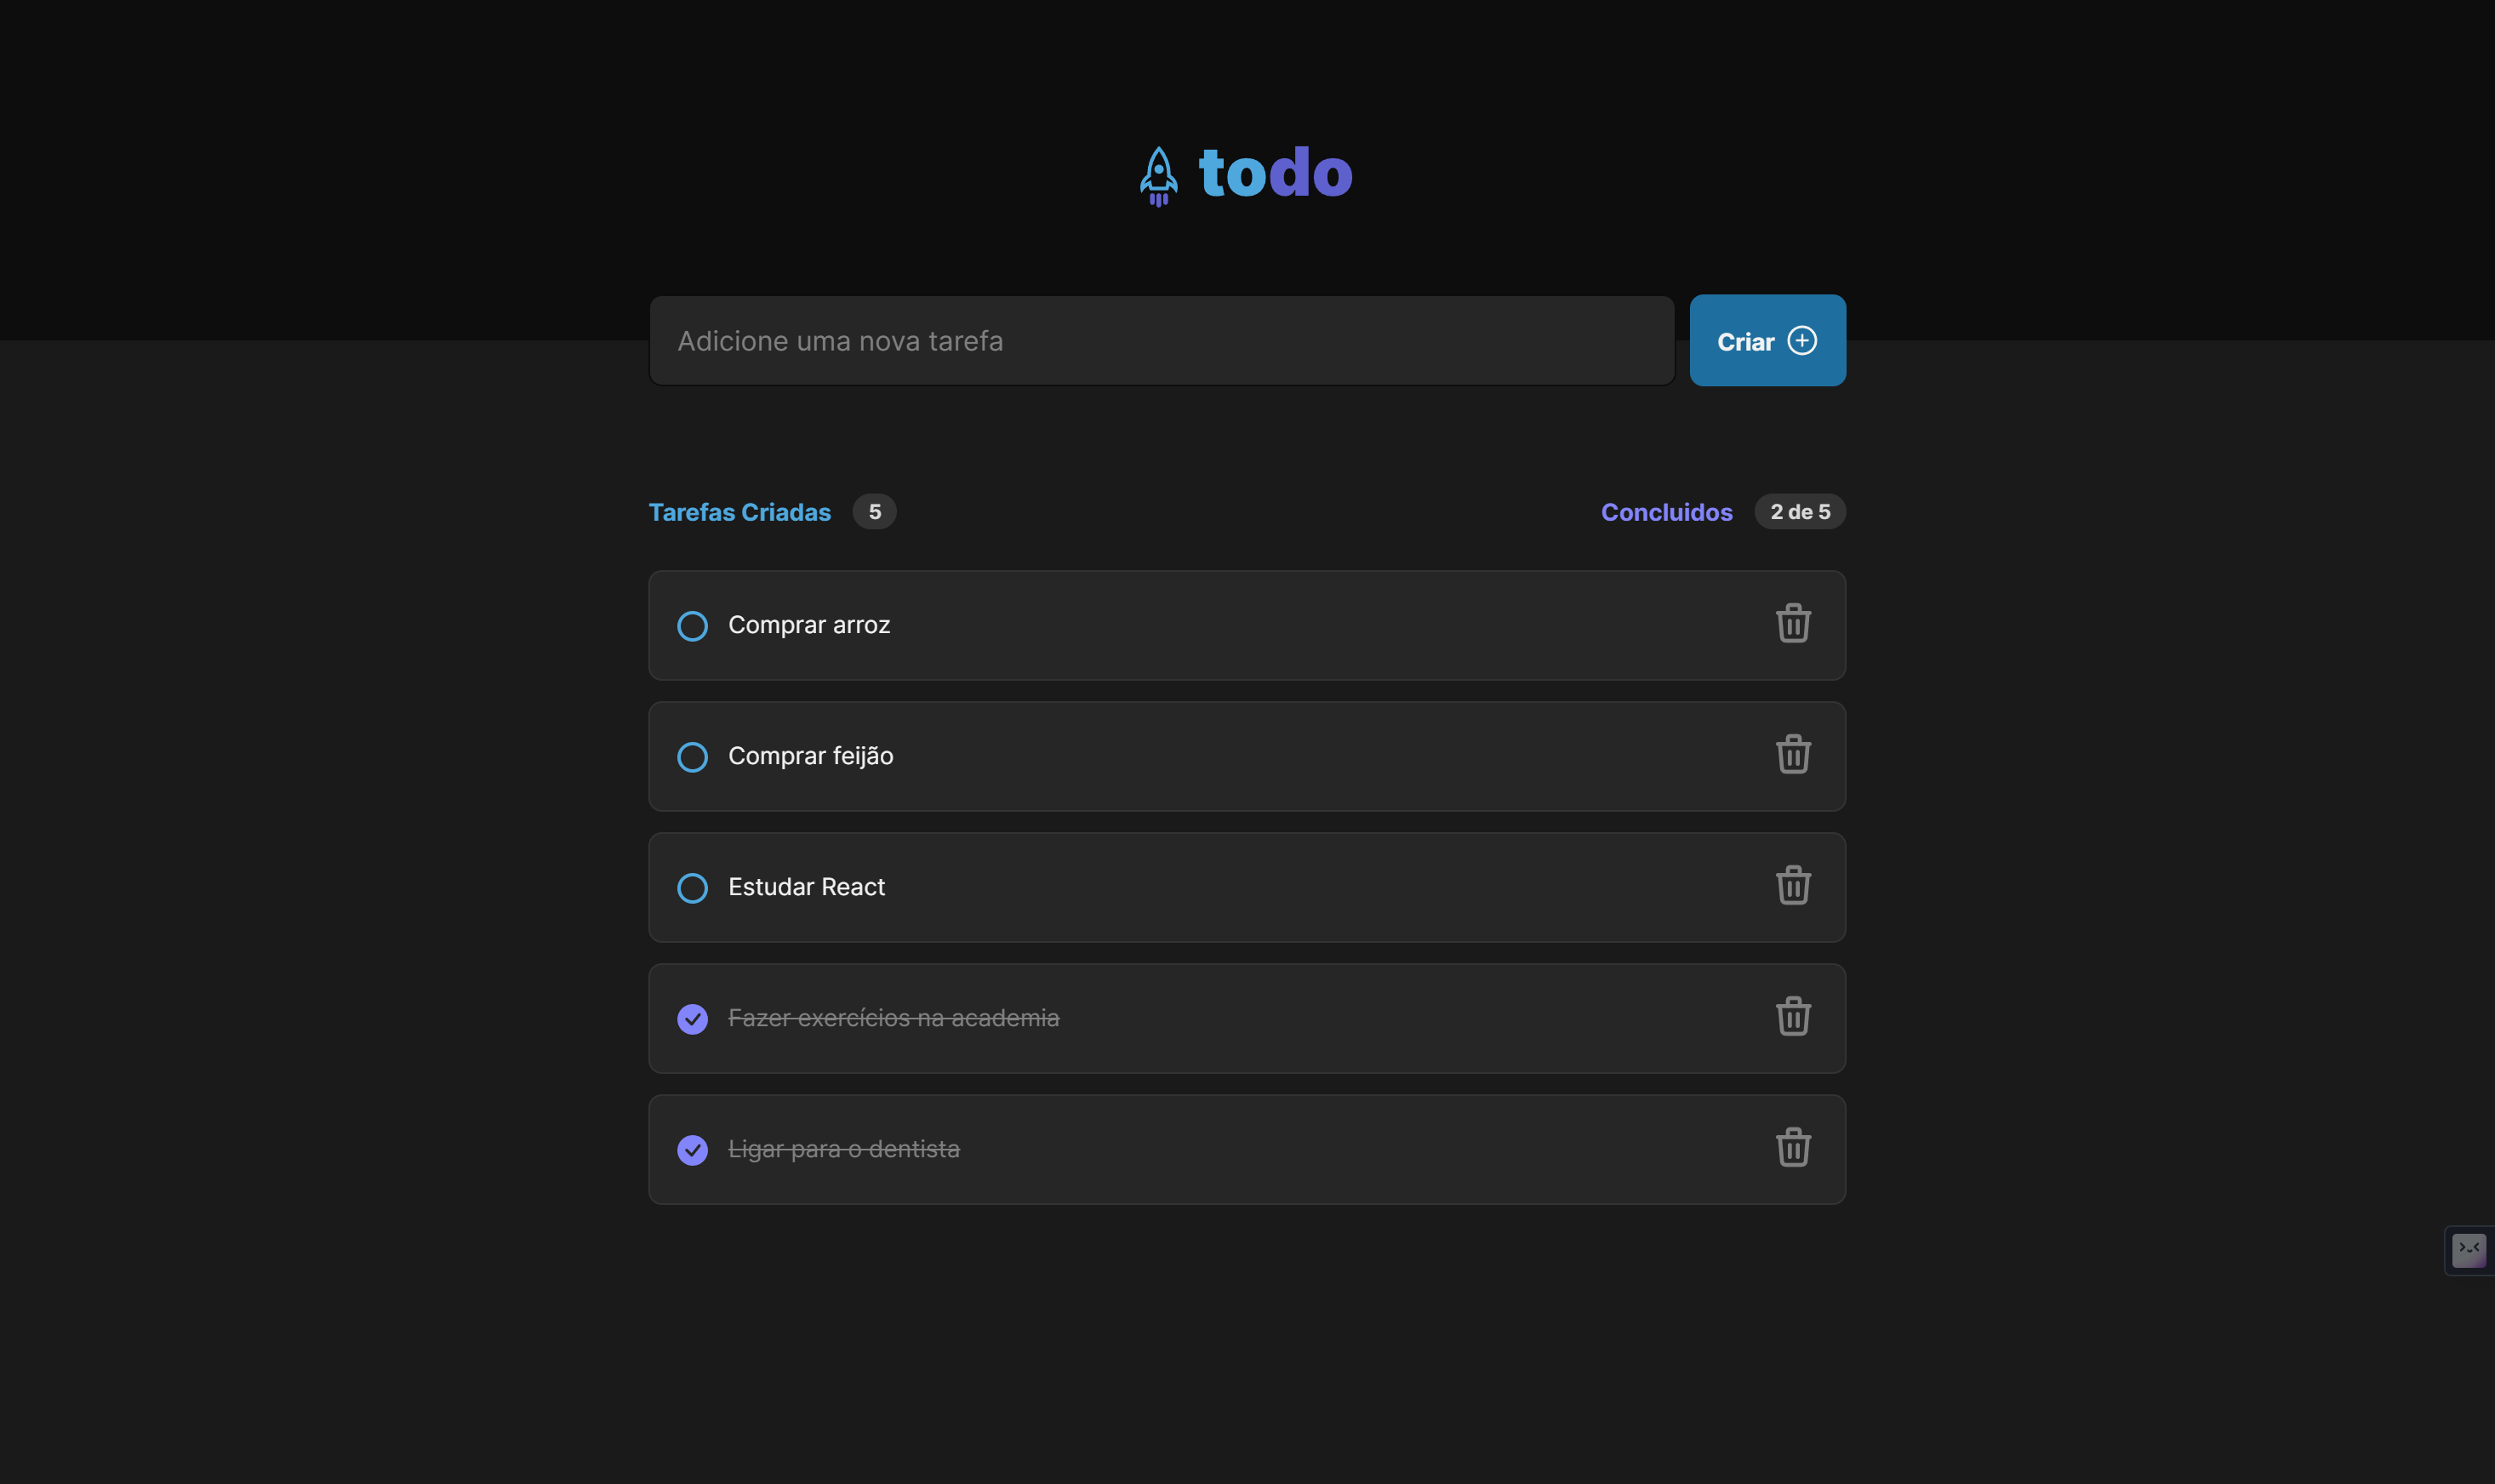 todo
Adicione uma nova tarefa
Criar
Tarefas Criadas 5
Concluidos 2 de 5
Comprar arroz
Comprar feijão
Estudar React
Fazer exercícios na academia
Ligar para o dentista